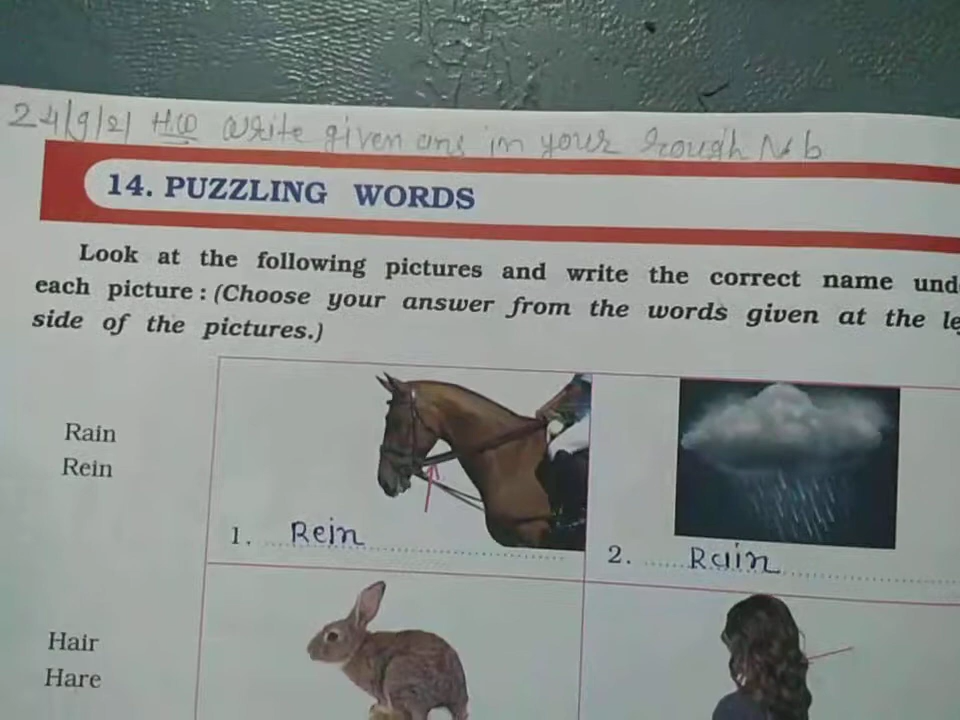 24/9/21 H.W write given ans in your rough N b
14. PUZZLING WORDS
Look at the following pictures and write the correct name und
each picture : (Choose your answer from the words given at the le
side of the pictures.)
Rain
Rein
1. Rein
2. Rain
Hair
Hare